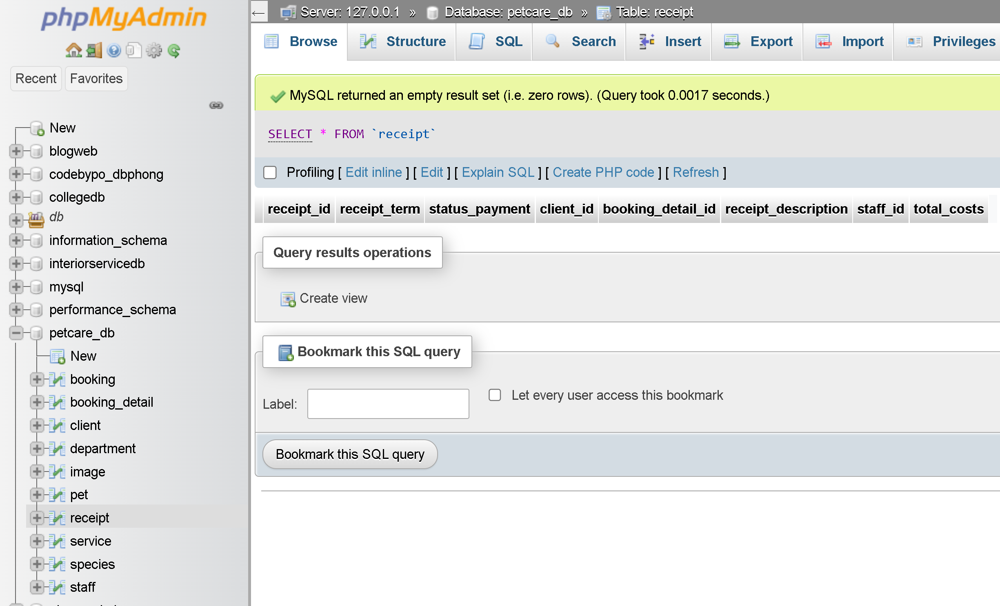 phpMyAdmin
Recent
Favorites
New
blogweb
codebypo_dbphong
collegedb
db
information_schema
interiorservicedb
mysql
performance_schema
petcare_db
New
booking
booking_detail
client
department
image
pet
receipt
service
species
staff
← Server: 127.0.0.1 » Database: petcare_db » Table: receipt
Browse Structure SQL Search Insert Export Import Privileges
MySQL returned an empty result set (i.e. zero rows). (Query took 0.0017 seconds.)
SELECT * FROM `receipt`
Profiling [ Edit inline ] [ Edit ] [ Explain SQL ] [ Create PHP code ] [ Refresh ]
receipt_id receipt_term status_payment client_id booking_detail_id receipt_description staff_id total_costs
Query results operations
Create view
Bookmark this SQL query
Label:
Let every user access this bookmark
Bookmark this SQL query